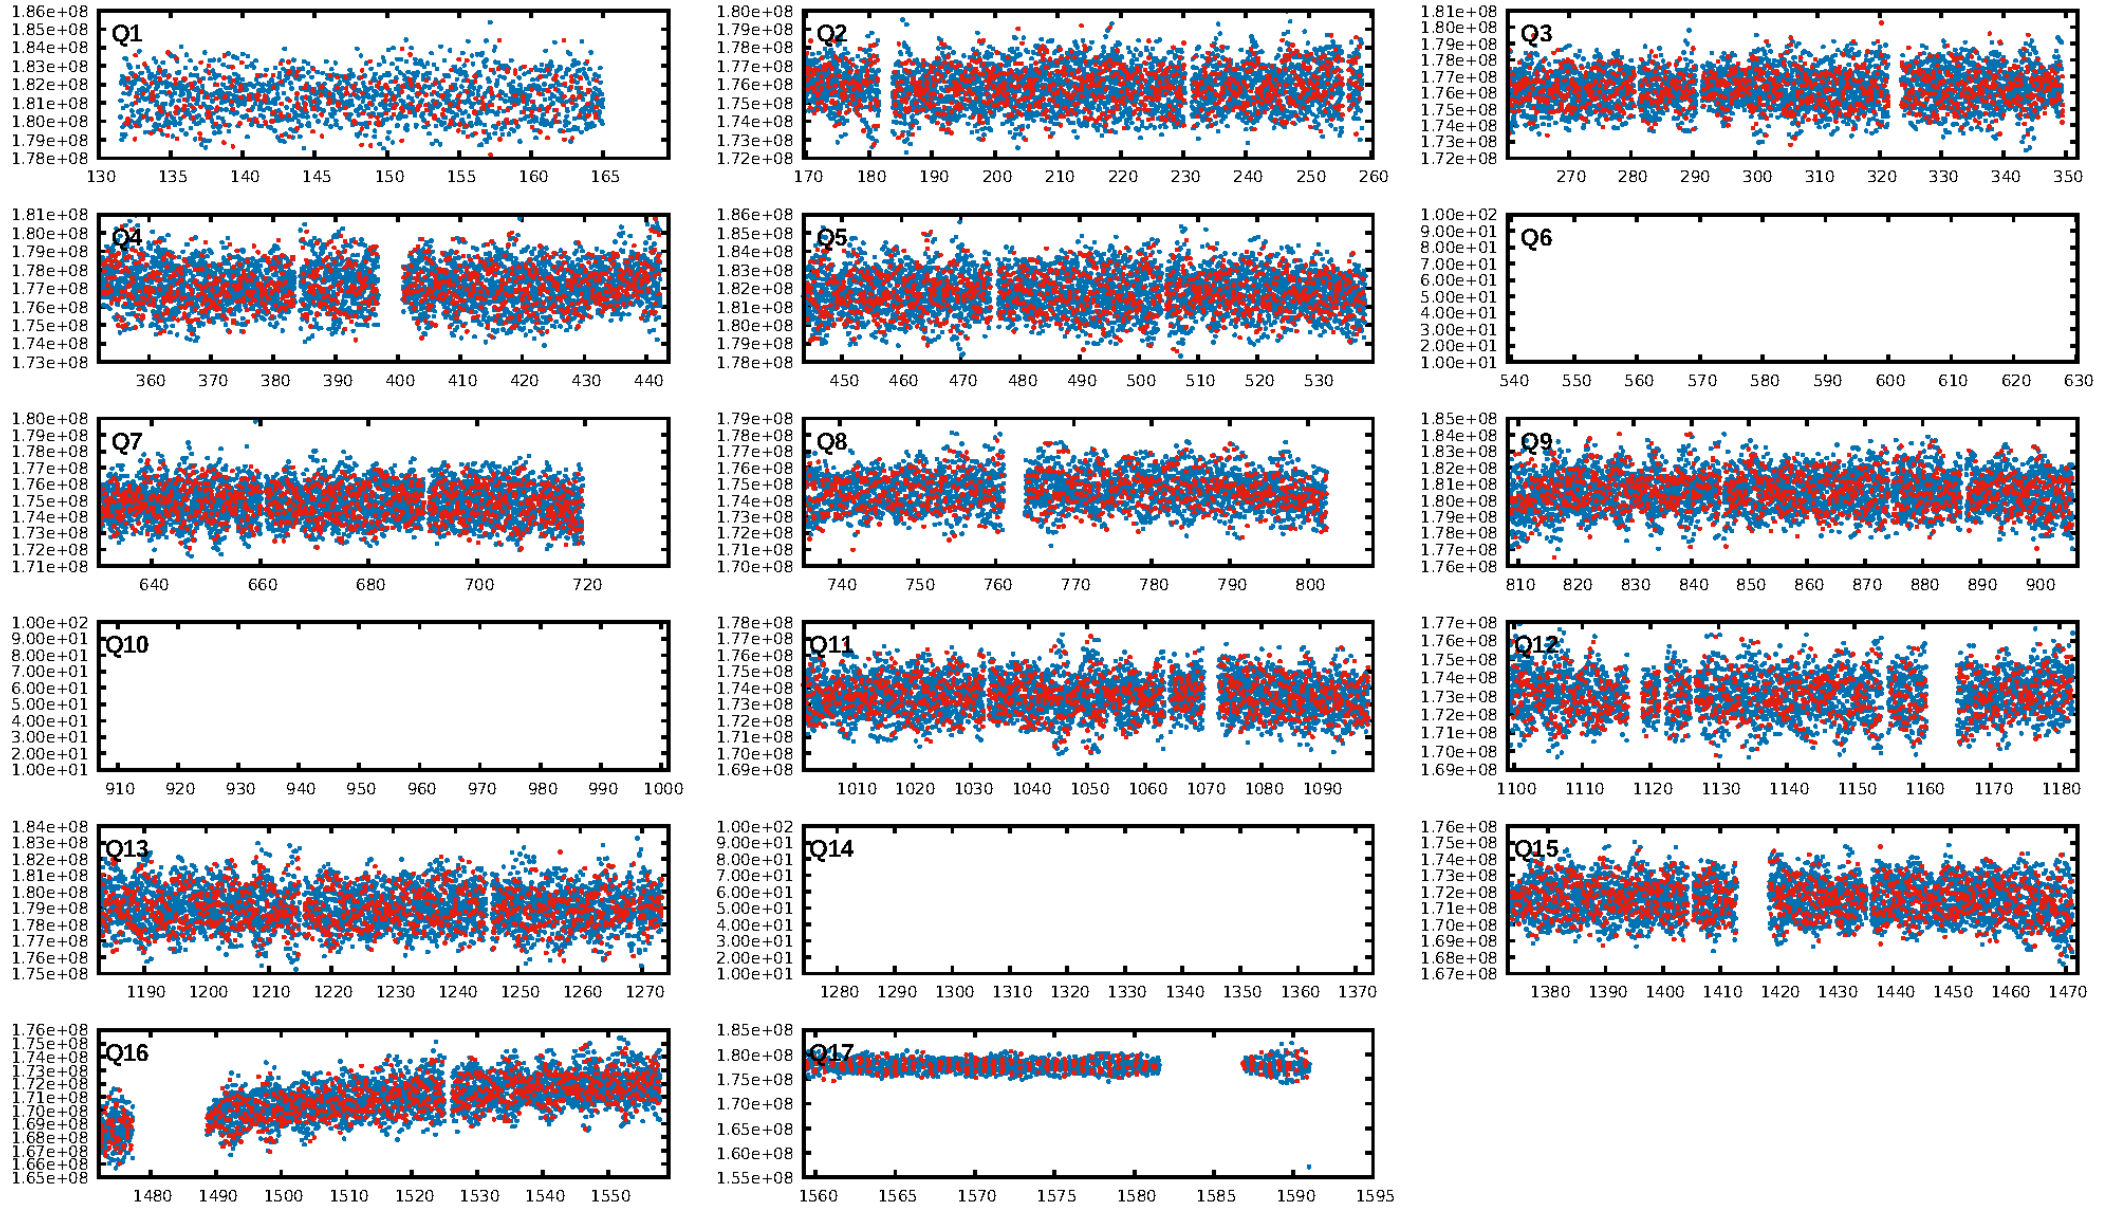 1.86e+08 1.85e+08 1.84e+08 1.83e+08 1.82e+08 1.81e+08 1.80e+08 1.79e+08 1.78e+08
Q1
130 135 140 145 150 155 160 165
1.80e+08 1.79e+08 1.78e+08 1.77e+08 1.76e+08 1.75e+08 1.74e+08 1.73e+08 1.72e+08
Q2
170 180 190 200 210 220 230 240 250 260
1.81e+08 1.80e+08 1.79e+08 1.78e+08 1.77e+08 1.76e+08 1.75e+08 1.74e+08 1.73e+08 1.72e+08
Q3
270 280 290 300 310 320 330 340 350
1.81e+08 1.80e+08 1.79e+08 1.78e+08 1.77e+08 1.76e+08 1.75e+08 1.74e+08 1.73e+08
Q4
360 370 380 390 400 410 420 430 440
1.86e+08 1.85e+08 1.84e+08 1.83e+08 1.82e+08 1.81e+08 1.80e+08 1.79e+08 1.78e+08
Q5
450 460 470 480 490 500 510 520 530
1.00e+02 9.00e+01 8.00e+01 7.00e+01 6.00e+01 5.00e+01 4.00e+01 3.00e+01 2.00e+01 1.00e+01
Q6
540 550 560 570 580 590 600 610 620 630
1.80e+08 1.79e+08 1.78e+08 1.77e+08 1.76e+08 1.75e+08 1.74e+08 1.73e+08 1.72e+08 1.71e+08
Q7
640 660 680 700 720
1.79e+08 1.78e+08 1.77e+08 1.76e+08 1.75e+08 1.74e+08 1.73e+08 1.72e+08 1.71e+08 1.70e+08
Q8
740 750 760 770 780 790 800
1.85e+08 1.84e+08 1.83e+08 1.82e+08 1.81e+08 1.80e+08 1.79e+08 1.78e+08 1.77e+08 1.76e+08
Q9
810 820 830 840 850 860 870 880 890 900
1.00e+02 9.00e+01 8.00e+01 7.00e+01 6.00e+01 5.00e+01 4.00e+01 3.00e+01 2.00e+01 1.00e+01
Q10
910 920 930 940 950 960 970 980 990 1000
1.78e+08 1.77e+08 1.76e+08 1.75e+08 1.74e+08 1.73e+08 1.72e+08 1.71e+08 1.70e+08 1.69e+08
Q11
1010 1020 1030 1040 1050 1060 1070 1080 1090
1.77e+08 1.76e+08 1.75e+08 1.74e+08 1.73e+08 1.72e+08 1.71e+08 1.70e+08 1.69e+08
Q12
1100 1110 1120 1130 1140 1150 1160 1170 1180
1.84e+08 1.83e+08 1.82e+08 1.81e+08 1.80e+08 1.79e+08 1.78e+08 1.77e+08 1.76e+08 1.75e+08
Q13
1190 1200 1210 1220 1230 1240 1250 1260 1270
1.00e+02 9.00e+01 8.00e+01 7.00e+01 6.00e+01 5.00e+01 4.00e+01 3.00e+01 2.00e+01 1.00e+01
Q14
1280 1290 1300 1310 1320 1330 1340 1350 1360 1370
1.76e+08 1.75e+08 1.74e+08 1.73e+08 1.72e+08 1.71e+08 1.70e+08 1.69e+08 1.68e+08 1.67e+08
Q15
1380 1390 1400 1410 1420 1430 1440 1450 1460 1470
1.76e+08 1.75e+08 1.74e+08 1.73e+08 1.72e+08 1.71e+08 1.70e+08 1.69e+08 1.68e+08 1.67e+08 1.66e+08 1.65e+08
Q16
1480 1490 1500 1510 1520 1530 1540 1550
1.85e+08 1.80e+08 1.75e+08 1.70e+08 1.65e+08 1.60e+08 1.55e+08
Q17
1560 1565 1570 1575 1580 1585 1590 1595